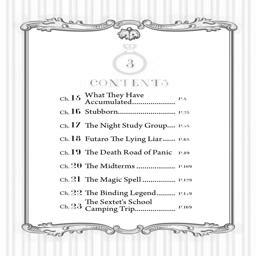 3
CONTENTS
Ch. 15 What They Have
Accumulated.................... P.5
Ch. 16 Stubborn.................... P.25
Ch. 17 The Night Study Group..... P.45
Ch. 18 Futaro The Lying Liar...... P.65
Ch. 19 The Death Road of Panic P.89
Ch. 20 The Midterms ............... P.109
Ch. 21 The Magic Spell ............. P.129
Ch. 22 The Binding Legend........ P.149
Ch. 23 The Sextet's School
Camping Trip.................... P.169